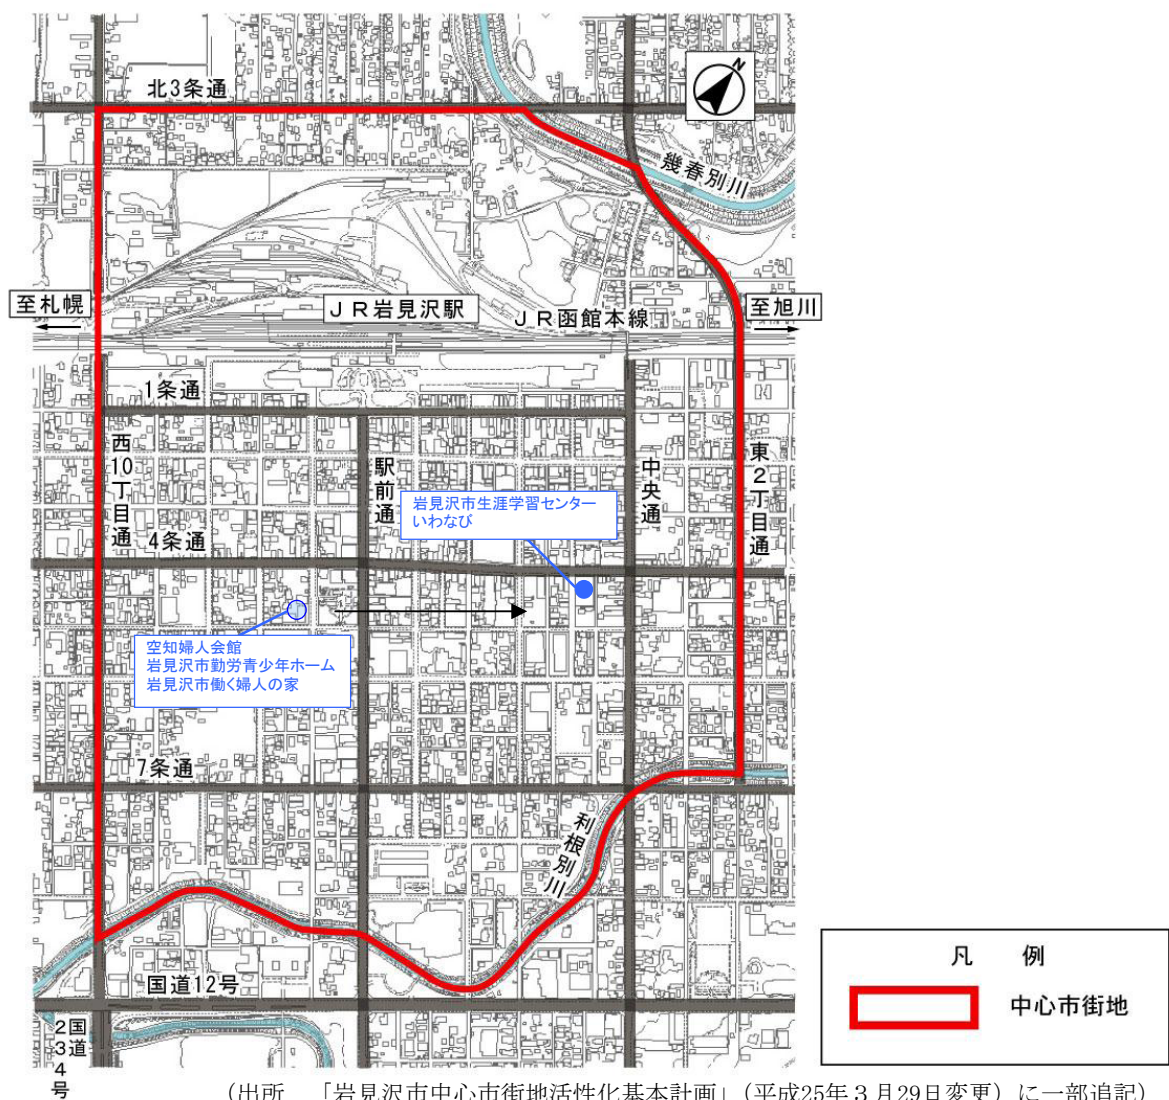 北3条通
N
幾春別川
至札幌
JR岩見沢駅
JR函館本線
至旭川
1条通
西10丁目通
駅前通
中央通
東2丁目通
岩見沢市生涯学習センター
いわなび
4条通
空知婦人会館
岩見沢市勤労青少年ホーム
岩見沢市働く婦人の家
7条通
利根別川
国道12号
国道234号
凡 例
中心市街地
(出所 「岩見沢市中心市街地活性化基本計画」(平成25年3月29日変更)に一部追記)